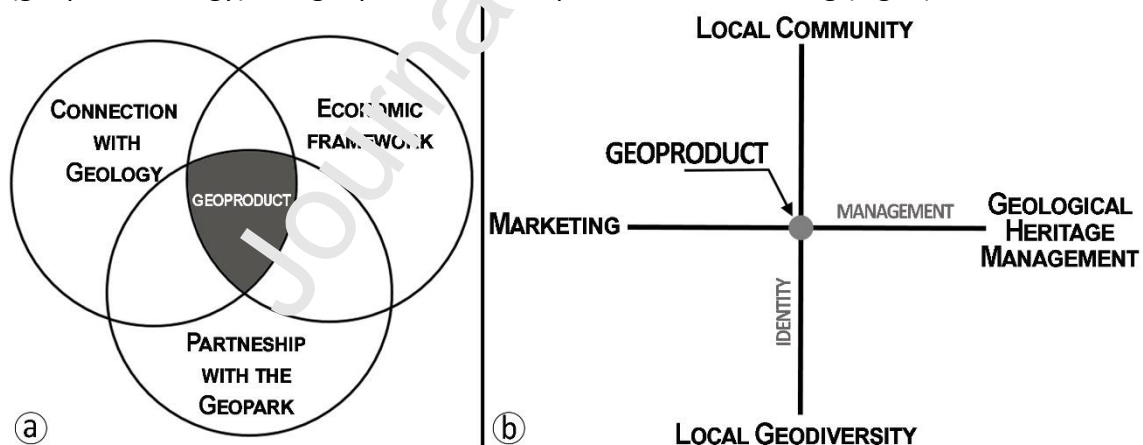 CONNECTION
WITH
GEOLOGY
ECONOMIC
FRAMEWORK
GEOPRODUCT
PARTNESHIP
WITH THE
GEOPARK
ⓐ
Journa
LOCAL COMMUNITY
GEOPRODUCT
MARKETING
MANAGEMENT
GEOLOGICAL
HERITAGE
MANAGEMENT
IDENTITY
LOCAL GEODIVERSITY
ⓑ